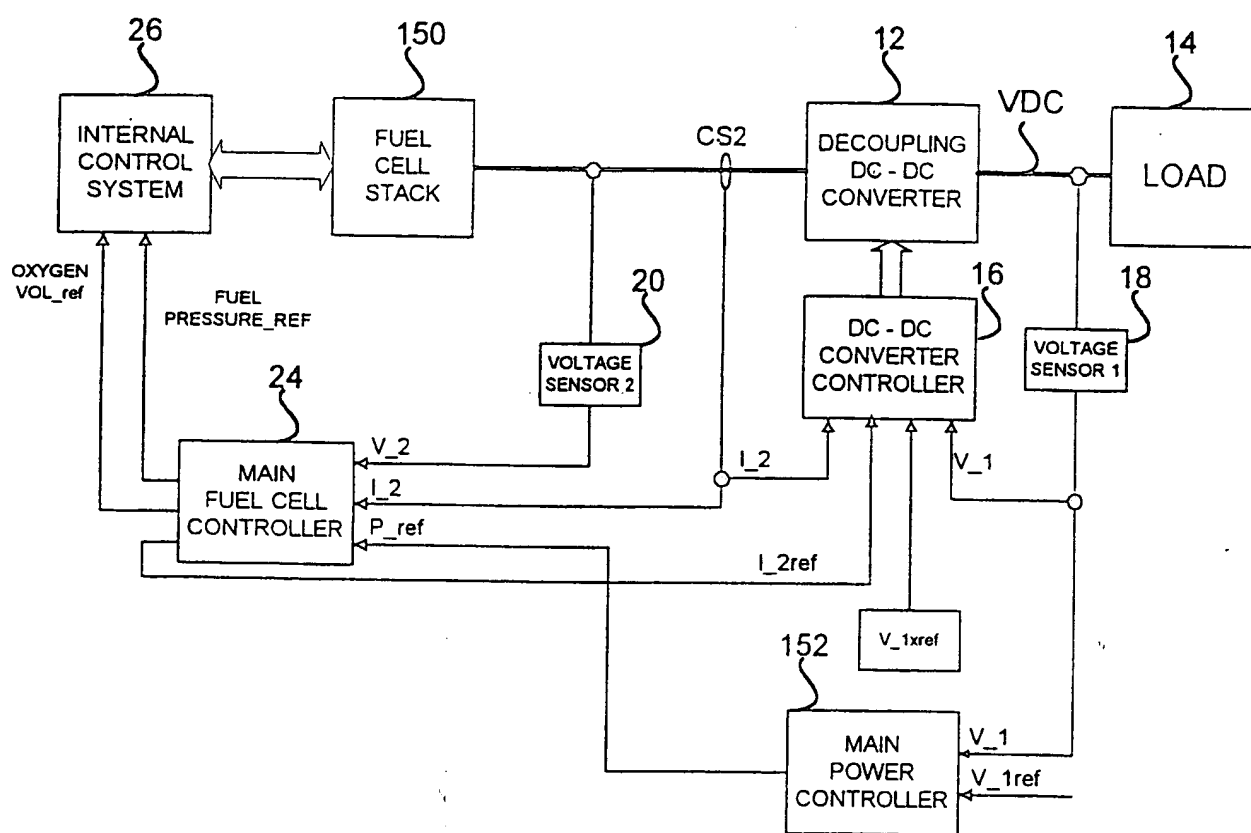 26
150
12
14
INTERNAL
CONTROL
SYSTEM
FUEL
CELL
STACK
CS2
DECOUPLING
DC - DC
CONVERTER
VDC
LOAD
OXYGEN
VOL_ref
FUEL
PRESSURE_REF
20
16
18
VOLTAGE
SENSOR 2
DC - DC
CONVERTER
CONTROLLER
VOLTAGE
SENSOR 1
24
MAIN
FUEL CELL
CONTROLLER
V_2
I_2
P_ref
I_2
V_1
I_2ref
V_1xref
152
MAIN
POWER
CONTROLLER
V_1
V_1ref